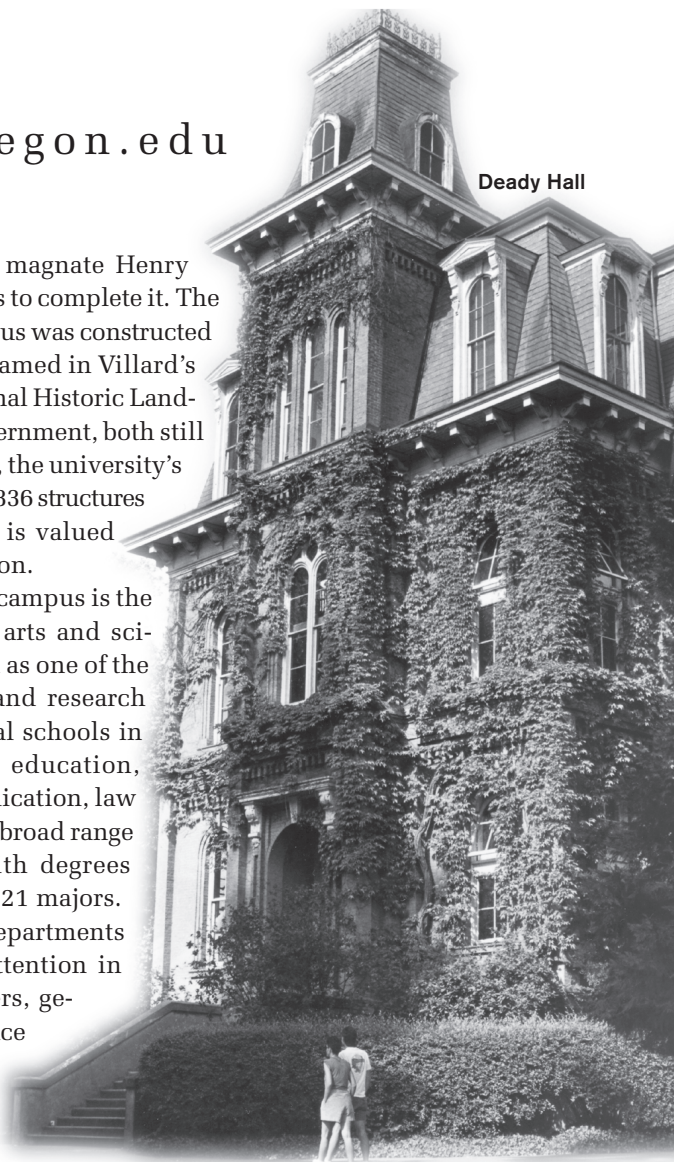 egon.edu
Deady Hall
magnate Henry
s to complete it. The
us was constructed
amed in Villard's
nal Historic Land-
ernment, both still
, the university's
336 structures
is valued
on.
campus is the
arts and sci-
as one of the
and research
al schools in
education,
ication, law
broad range
ith degrees
21 majors.
epartments
ttention in
ers, ge-
ce